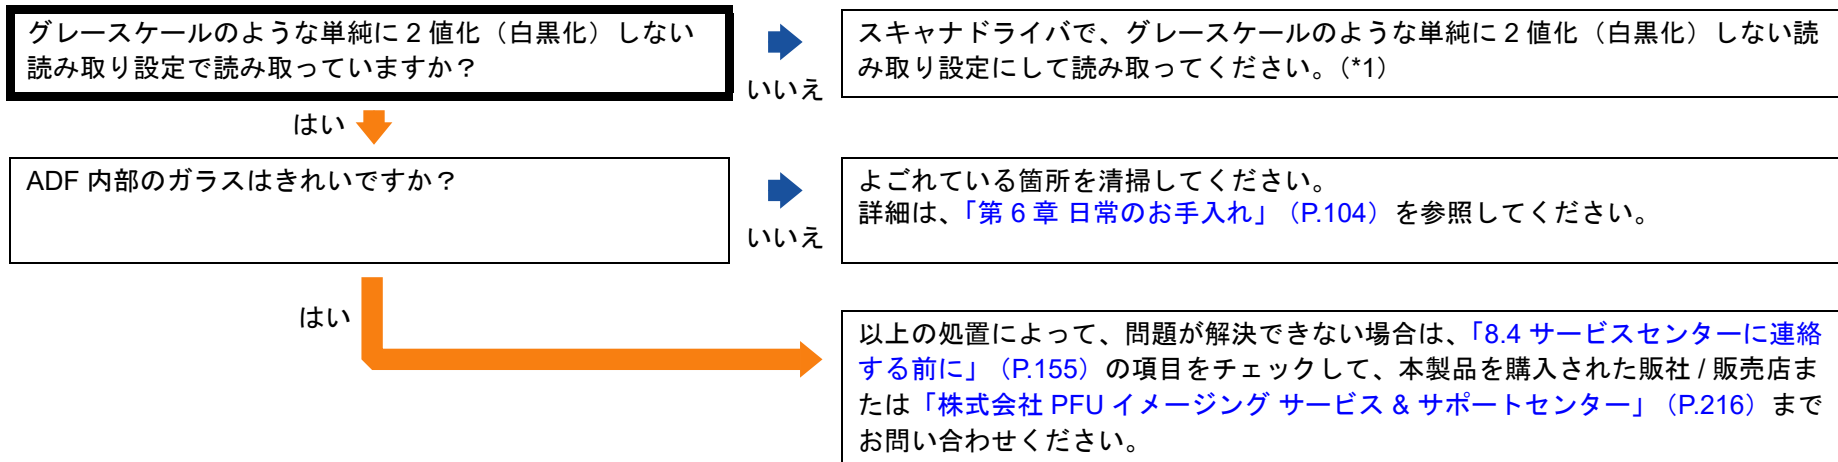 グレースケールのような単純に 2 値化（白黒化）しない
読み取り設定で読み取っていますか？
いいえ
スキャナドライバで、グレースケールのような単純に 2 値化（白黒化）しない読
み取り設定にして読み取ってください。（*1）
はい
ADF 内部のガラスはきれいですか？
いいえ
よごれている箇所を清掃してください。
詳細は、「第 6 章 日常のお手入れ」（P.104）を参照してください。
はい
以上の処置によって、問題が解決できない場合は、「8.4 サービスセンターに連絡
する前に」（P.155）の項目をチェックして、本製品を購入された販社 / 販売店ま
たは「株式会社 PFU イメージング サービス & サポートセンター」（P.216）まで
お問い合わせください。